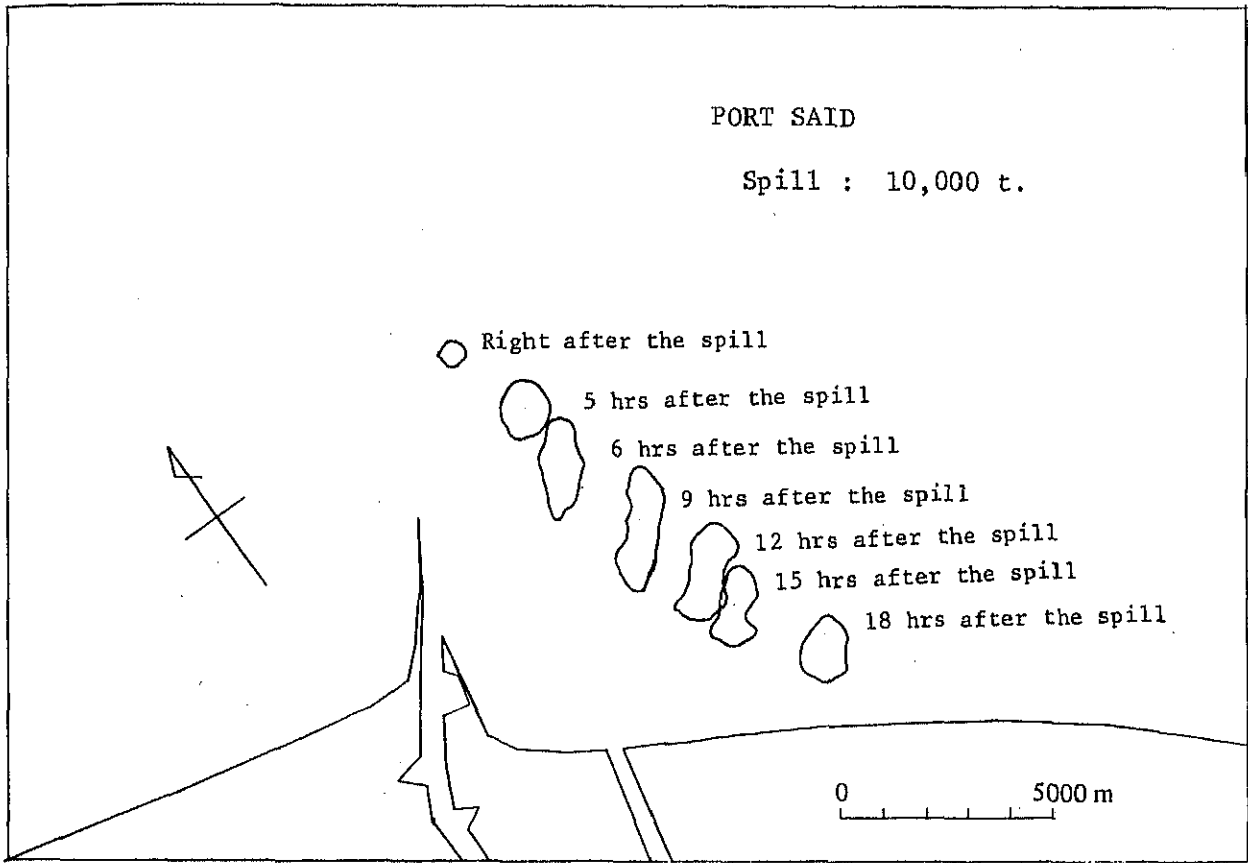 PORT SAID
Spill : 10,000 t.
Right after the spill
5 hrs after the spill
6 hrs after the spill
9 hrs after the spill
12 hrs after the spill
15 hrs after the spill
18 hrs after the spill
0 5000 m